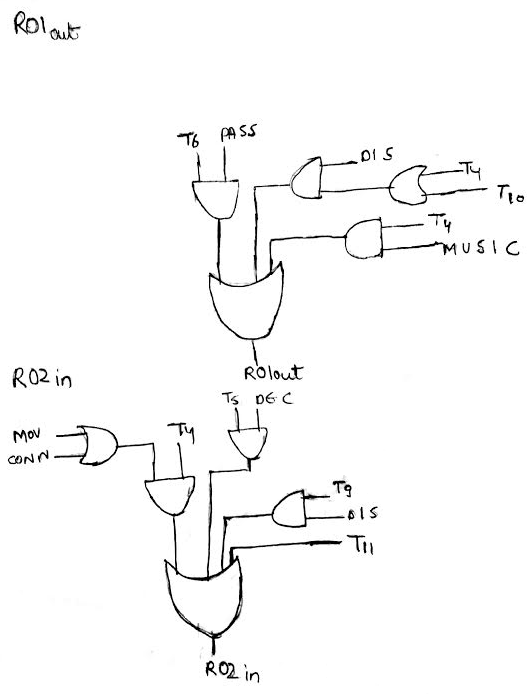 R01out
T6 PASS
DIS
T4
T10
T4
MUSIC
R01out
R02 in
T5 DEC
MOV
CONN
T4
T9
DIS
T11
R02 in